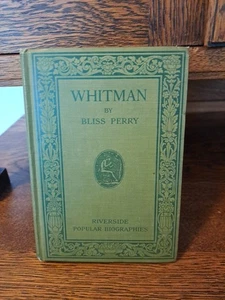 WHITMAN
BY
BLISS PERRY
RIVERSIDE
POPULAR BIOGRAPHIES